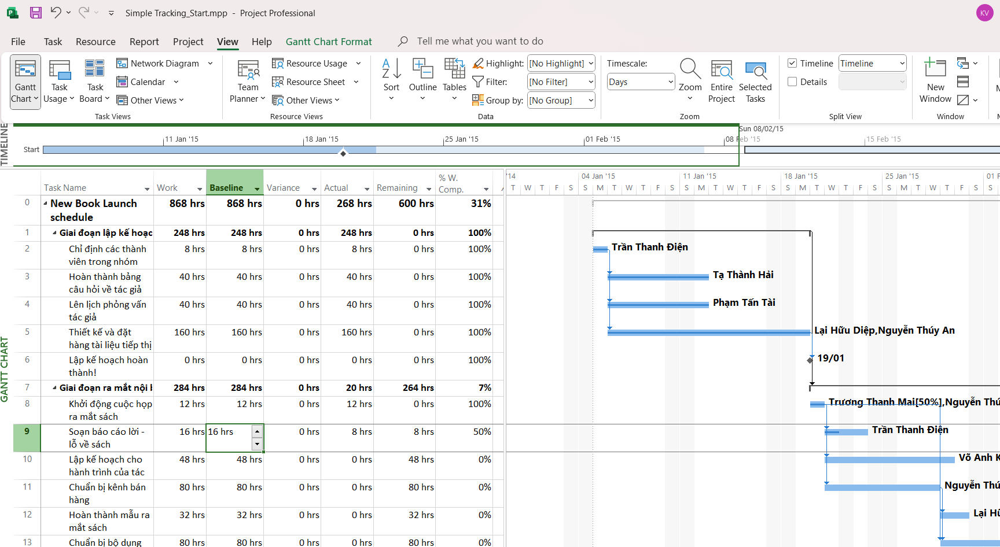 Simple Tracking_Start.mpp - Project Professional
KV
File Task Resource Report Project View Help Gantt Chart Format Tell me what you want to do
Gantt Chart
Task Usage
Task Board
Network Diagram
Calendar
Other Views
Task Views
Team Planner
Resource Usage
Resource Sheet
Other Views
Resource Views
Sort
Outline
Tables
Highlight: [No Highlight]
Filter: [No Filter]
Group by: [No Group]
Data
Timescale:
Days
Zoom
Entire Project
Selected Tasks
Zoom
Timeline Timeline
Details
Split View
New Window
Window
TIMELINE
Sun 08/02/15
11 Jan '15 18 Jan '15 25 Jan '15 01 Feb '15 08 Feb '15 15 Feb '15
Start
GANTT CHART
Task Name Work Baseline Variance Actual Remaining % W. Comp.
'14 04 Jan '15 11 Jan '15 18 Jan '15 25 Jan '15 01 F
T W T F S S M T W T F S S M T W T F S S M T W T F S S M T W T F S S
0 New Book Launch schedule 868 hrs 868 hrs 0 hrs 268 hrs 600 hrs 31%
1 Giai đoạn lập kế hoạc 248 hrs 248 hrs 0 hrs 248 hrs 0 hrs 100%
2 Chỉ định các thành viên trong nhóm 8 hrs 8 hrs 0 hrs 8 hrs 0 hrs 100% Trần Thanh Điện
3 Hoàn thành bảng câu hỏi về tác giả 40 hrs 40 hrs 0 hrs 40 hrs 0 hrs 100% Tạ Thành Hải
4 Lên lịch phỏng vấn tác giả 40 hrs 40 hrs 0 hrs 40 hrs 0 hrs 100% Phạm Tấn Tài
5 Thiết kế và đặt hàng tài liệu tiếp thị 160 hrs 160 hrs 0 hrs 160 hrs 0 hrs 100% Lại Hữu Diệp,Nguyễn Thúy An
6 Lập kế hoạch hoàn thành! 0 hrs 0 hrs 0 hrs 0 hrs 0 hrs 100% 19/01
7 Giai đoạn ra mắt nội 284 hrs 284 hrs 0 hrs 20 hrs 264 hrs 7%
8 Khởi động cuộc họp ra mắt sách 12 hrs 12 hrs 0 hrs 12 hrs 0 hrs 100% Trương Thanh Mai[50%],Nguyễn Thú
9 Soạn báo cáo lời - lỗ về sách 16 hrs 16 hrs 0 hrs 8 hrs 8 hrs 50% Trần Thanh Điện
10 Lập kế hoạch cho hành trình của tác 48 hrs 48 hrs 0 hrs 0 hrs 48 hrs 0% Võ Anh K
11 Chuẩn bị kênh bán hàng 80 hrs 80 hrs 0 hrs 0 hrs 80 hrs 0% Nguyễn Thú
12 Hoàn thành mẫu ra mắt sách 32 hrs 32 hrs 0 hrs 0 hrs 32 hrs 0% Lại Hữ
13 Chuẩn bị bộ dụng 80 hrs 80 hrs 0 hrs 0 hrs 80 hrs 0%